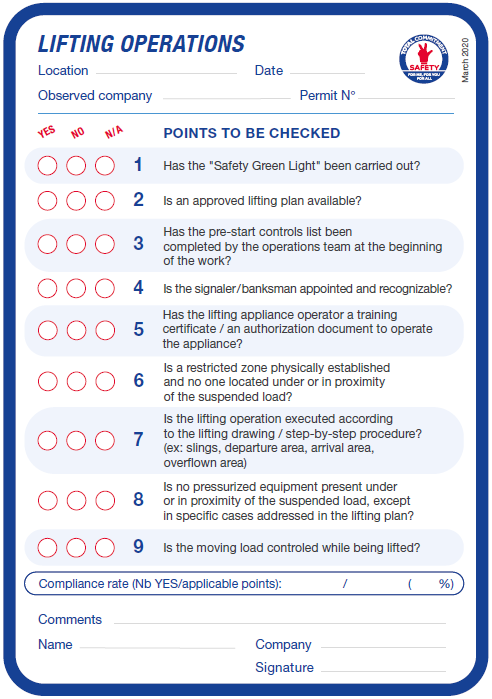 LIFTING OPERATIONS
TOTAL COMMITMENT
SAFETY
FOR ME, FOR YOU
FOR ALL
March 2020
Location
Date
Observed company
Permit N°
YES NO N/A POINTS TO BE CHECKED
1 Has the "Safety Green Light" been carried out?
2 Is an approved lifting plan available?
3 Has the pre-start controls list been
completed by the operations team at the beginning
of the work?
4 Is the signaler/banksman appointed and recognizable?
5 Has the lifting appliance operator a training
certificate / an authorization document to operate
the appliance?
6 Is a restricted zone physically established
and no one located under or in proximity
of the suspended load?
7 Is the lifting operation executed according
to the lifting drawing / step-by-step procedure?
(ex: slings, departure area, arrival area,
overflown area)
8 Is no pressurized equipment present under
or in proximity of the suspended load, except
in specific cases addressed in the lifting plan?
9 Is the moving load controled while being lifted?
Compliance rate (Nb YES/applicable points): / ( %)
Comments
Name
Company
Signature